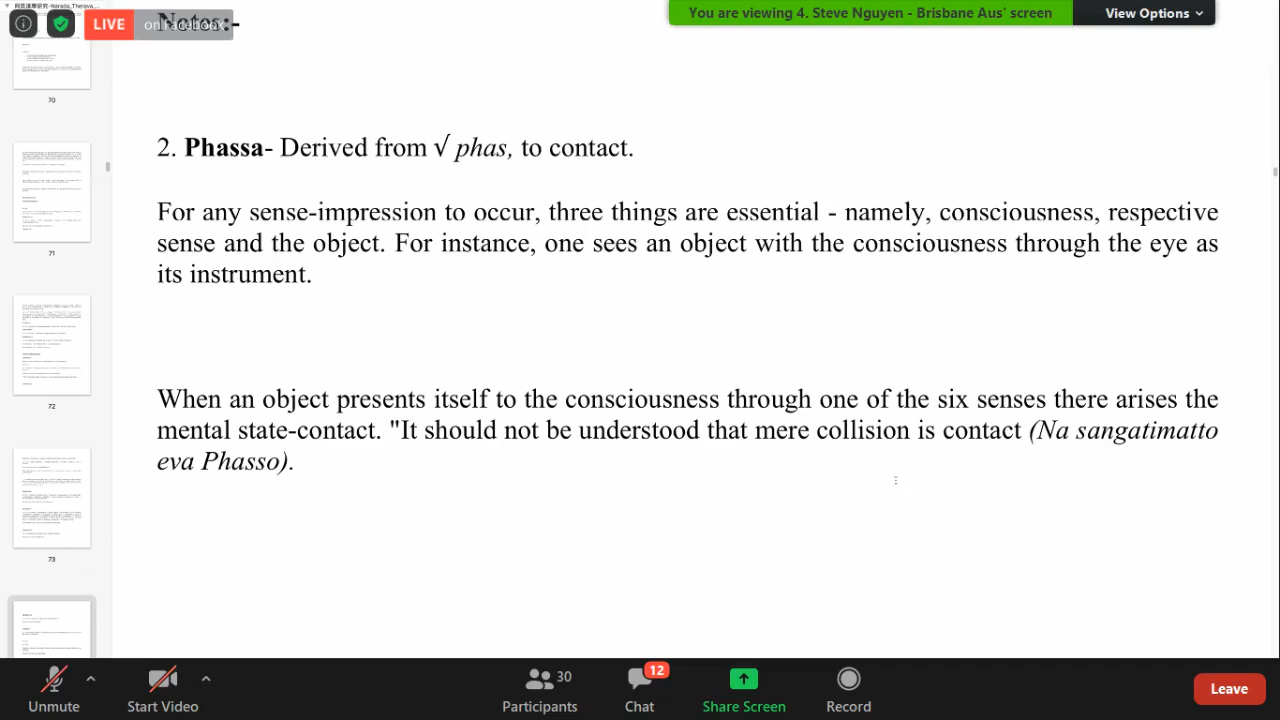 LIVE on Facebook
Notes:-
You are viewing 4. Steve Nguyen - Brisbane Aus' screen
View Options
2. Phassa- Derived from √ phas, to contact.
For any sense-impression to occur, three things are essential - namely, consciousness, respective
sense and the object. For instance, one sees an object with the consciousness through the eye as
its instrument.
When an object presents itself to the consciousness through one of the six senses there arises the
mental state-contact. "It should not be understood that mere collision is contact (Na sangatimatto
eva Phasso).
70
71
72
73
Unmute
Start Video
30
Participants
12
Chat
Share Screen
Record
Leave